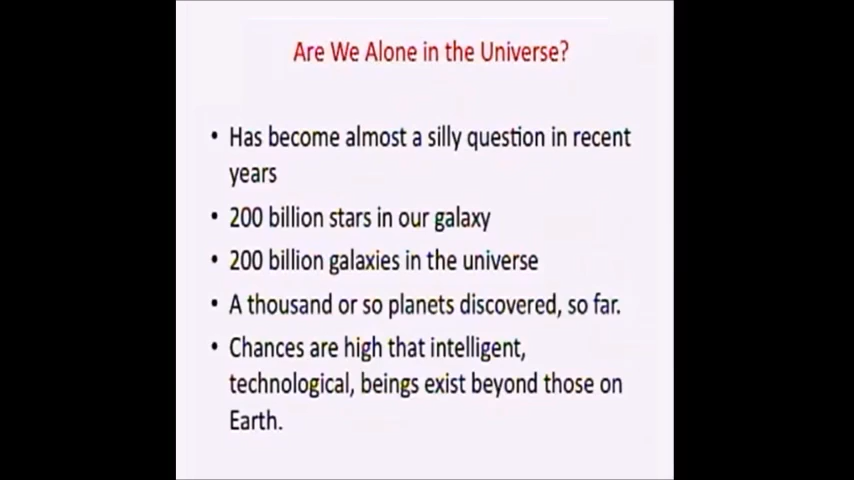 Are We Alone in the Universe?
• Has become almost a silly question in recent
years
• 200 billion stars in our galaxy
• 200 billion galaxies in the universe
• A thousand or so planets discovered, so far.
• Chances are high that intelligent,
technological, beings exist beyond those on
Earth.